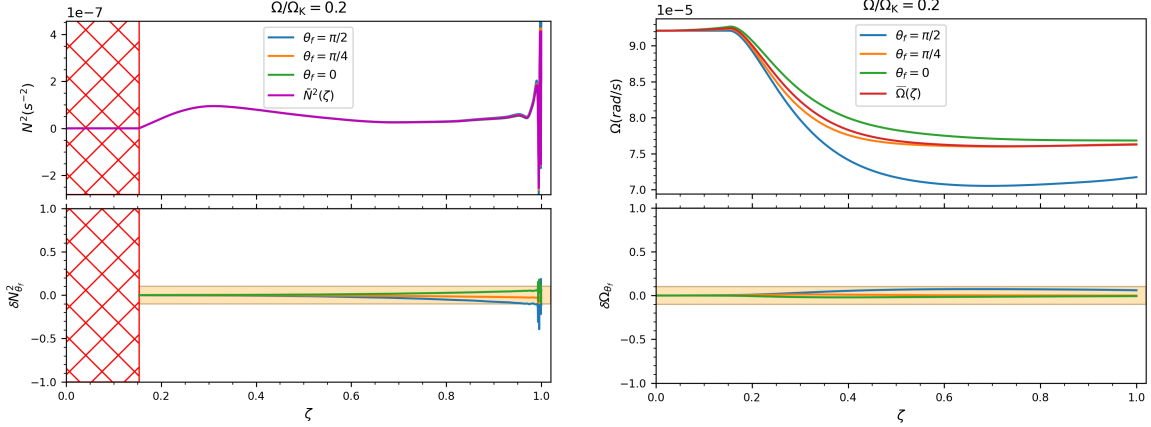 Ω/Ω_K = 0.2
1e−7
4
2
0
−2
N²(s⁻²)
θ_f = π/2
θ_f = π/4
θ_f = 0
N̄²(ζ)
1.0
0.5
0.0
−0.5
−1.0
δN²_θf
0.0 0.2 0.4 0.6 0.8 1.0
ζ
Ω/Ω_K = 0.2
1e−5
9.0
8.5
8.0
7.5
7.0
Ω(rad/s)
θ_f = π/2
θ_f = π/4
θ_f = 0
Ω̄(ζ)
1.0
0.5
0.0
−0.5
−1.0
δΩ_θf
0.0 0.2 0.4 0.6 0.8 1.0
ζ